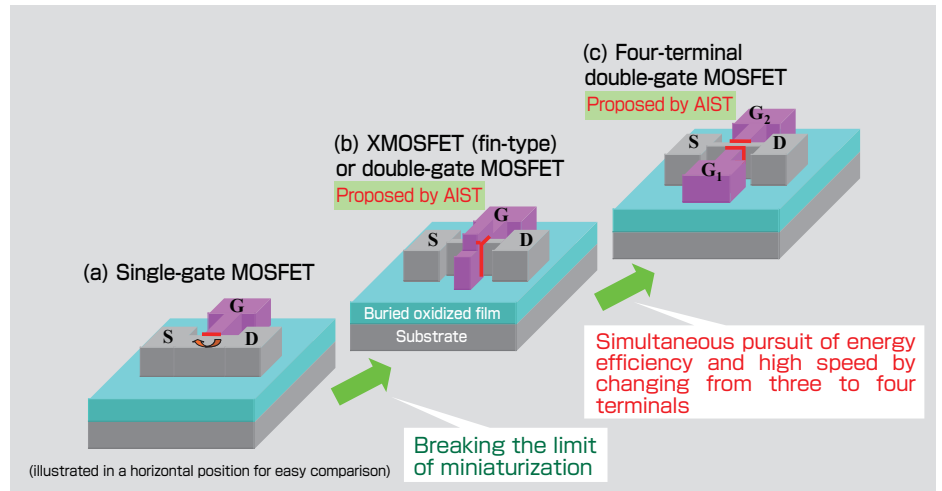 (c) Four-terminal
double-gate MOSFET
Proposed by AIST
G₂
S
D
G₁
(b) XMOSFET (fin-type)
or double-gate MOSFET
Proposed by AIST
G
S
D
Buried oxidized film
Substrate
(a) Single-gate MOSFET
G
S
D
Simultaneous pursuit of energy
efficiency and high speed by
changing from three to four
terminals
Breaking the limit
of miniaturization
(illustrated in a horizontal position for easy comparison)